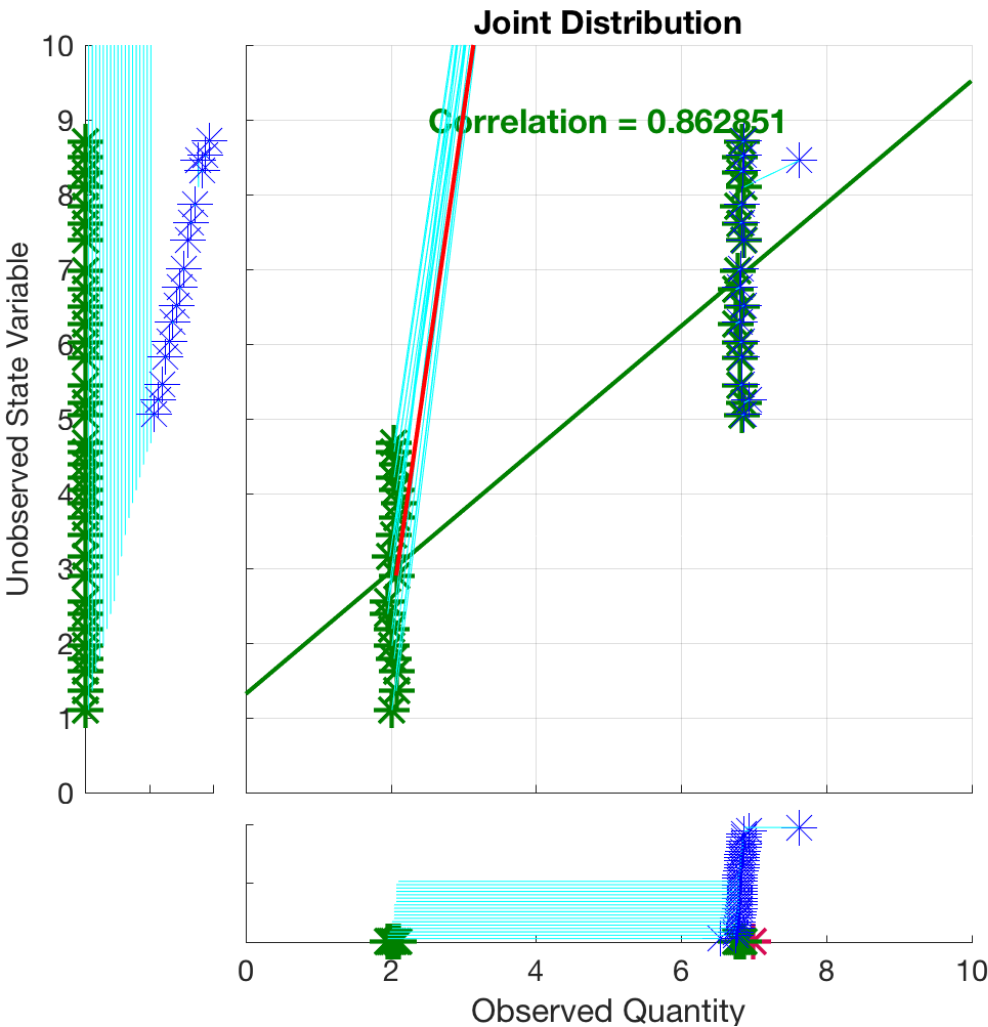 Joint Distribution
Correlation = 0.862851
Unobserved State Variable
10
9
8
7
6
5
4
3
2
1
0
0 2 4 6 8 10
Observed Quantity